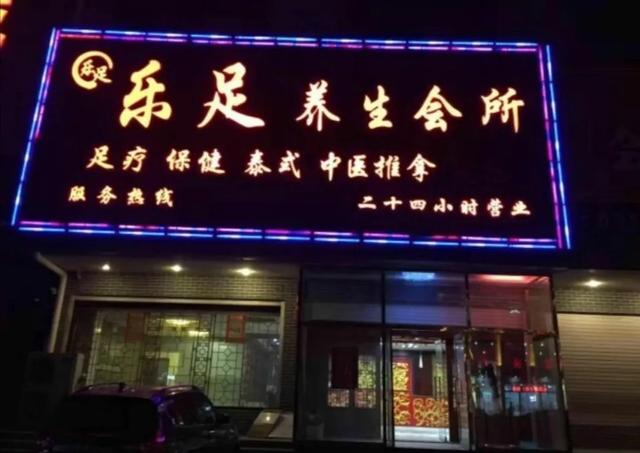 乐足
乐足 养生会所
足疗 保健 泰式 中医推拿
服务热线
二十四小时营业